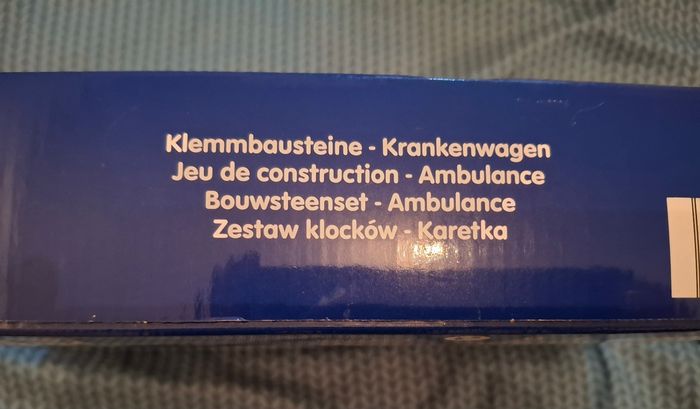 Klemmbausteine - Krankenwagen
Jeu de construction - Ambulance
Bouwsteenset - Ambulance
Zestaw klocków - Karetka